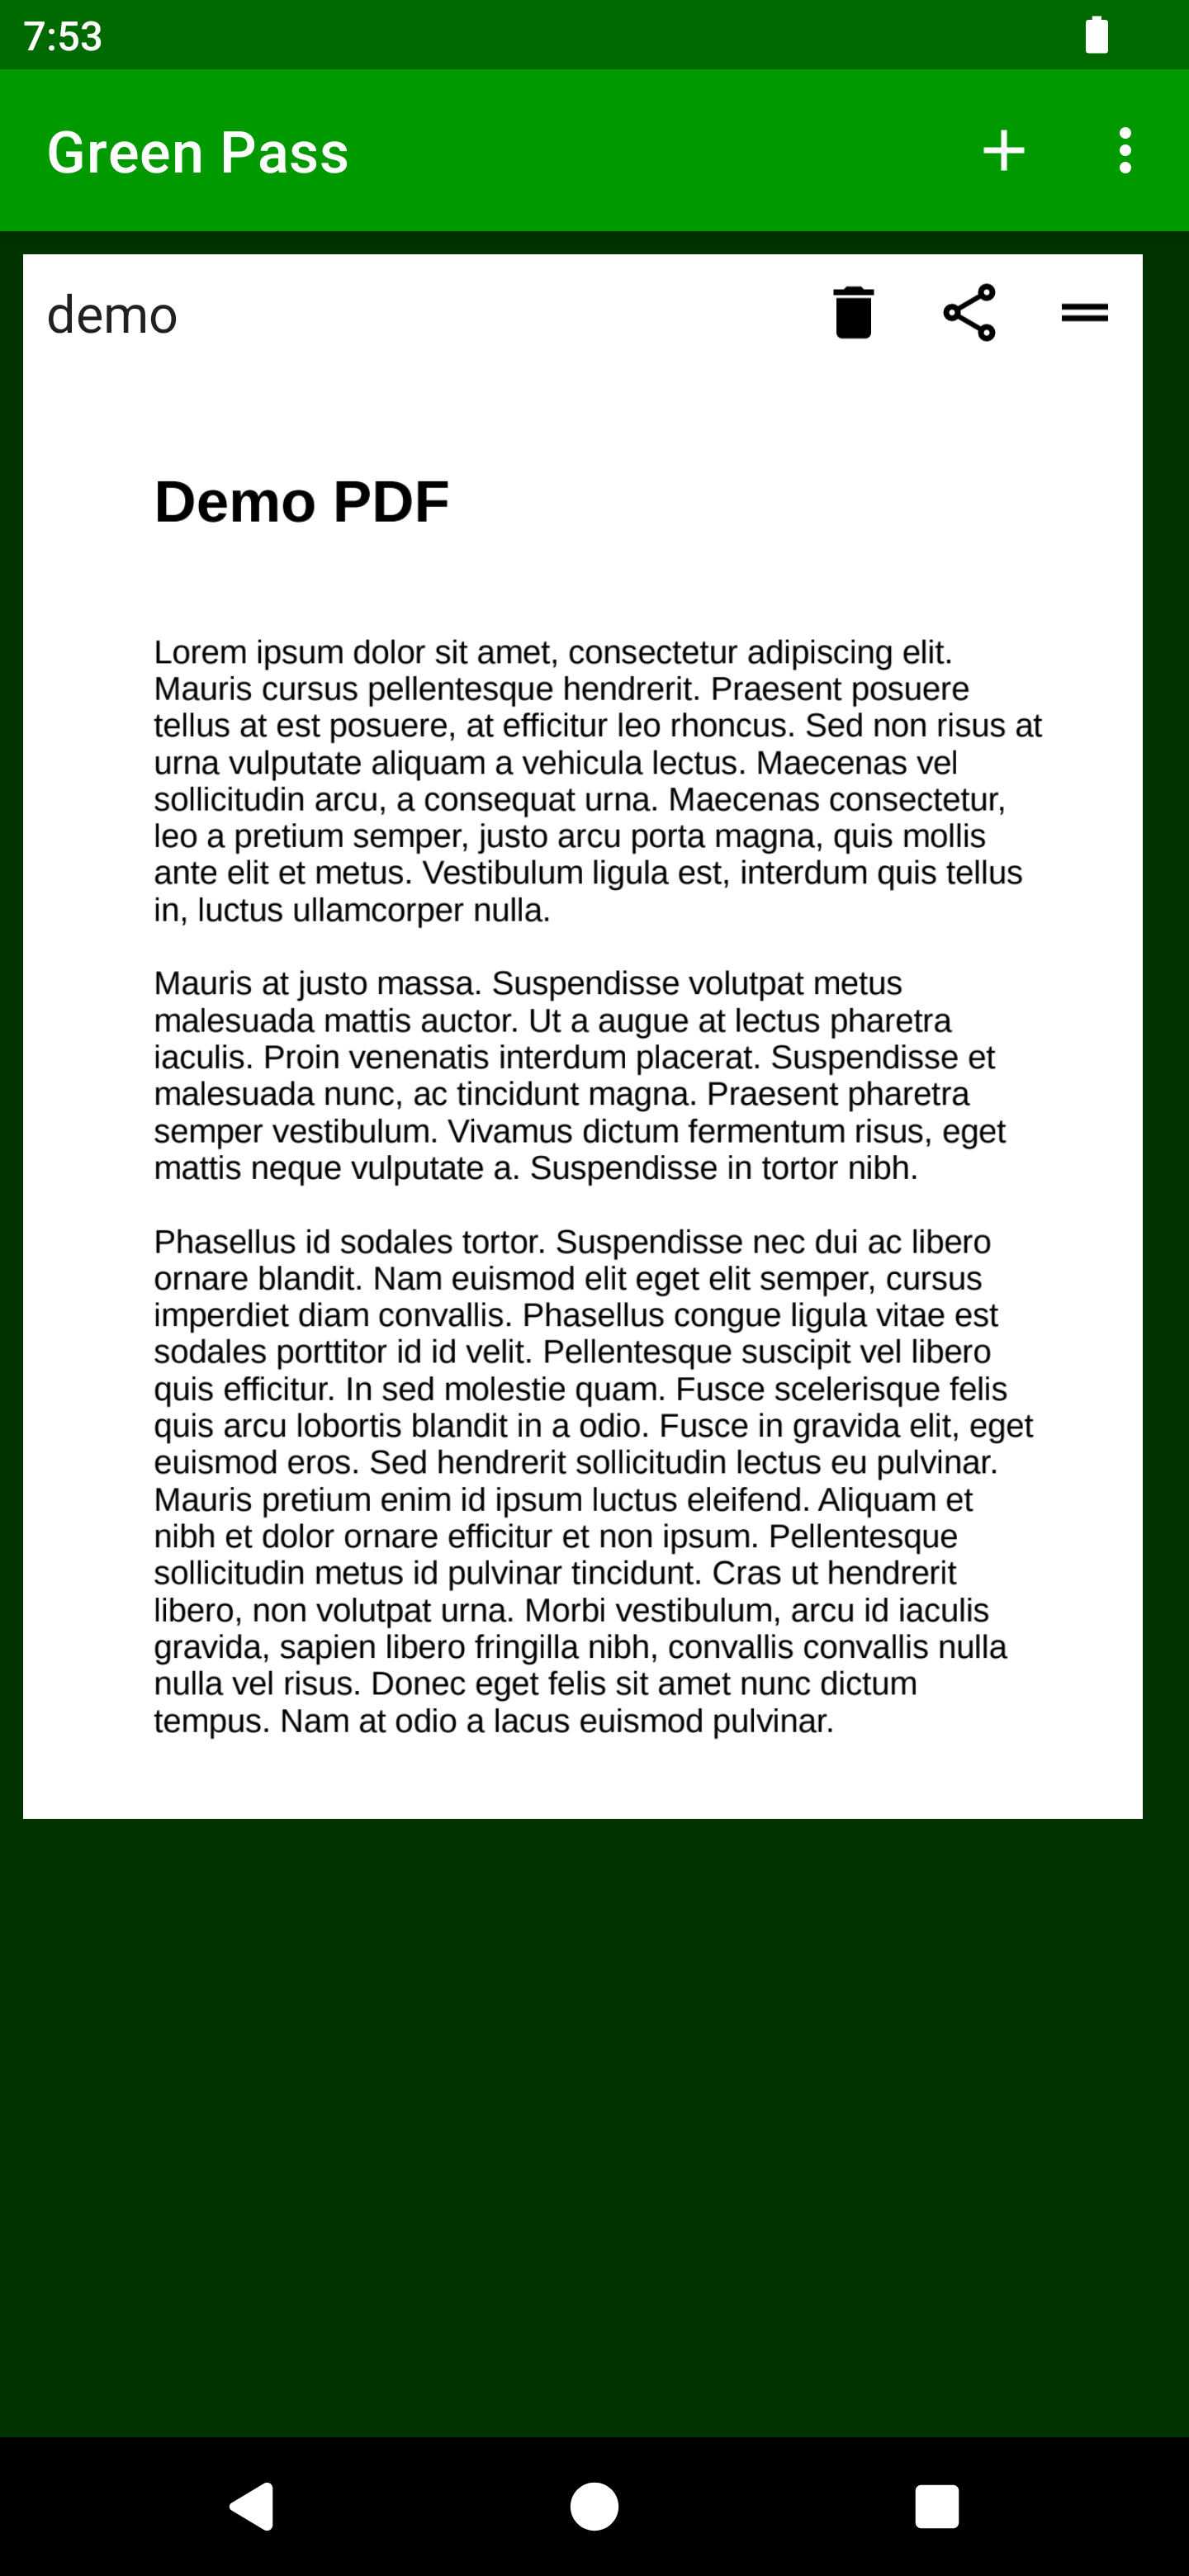 7:53
Green Pass
demo
Demo PDF
Lorem ipsum dolor sit amet, consectetur adipiscing elit.
Mauris cursus pellentesque hendrerit. Praesent posuere
tellus at est posuere, at efficitur leo rhoncus. Sed non risus at
urna vulputate aliquam a vehicula lectus. Maecenas vel
sollicitudin arcu, a consequat urna. Maecenas consectetur,
leo a pretium semper, justo arcu porta magna, quis mollis
ante elit et metus. Vestibulum ligula est, interdum quis tellus
in, luctus ullamcorper nulla.
Mauris at justo massa. Suspendisse volutpat metus
malesuada mattis auctor. Ut a augue at lectus pharetra
iaculis. Proin venenatis interdum placerat. Suspendisse et
malesuada nunc, ac tincidunt magna. Praesent pharetra
semper vestibulum. Vivamus dictum fermentum risus, eget
mattis neque vulputate a. Suspendisse in tortor nibh.
Phasellus id sodales tortor. Suspendisse nec dui ac libero
ornare blandit. Nam euismod elit eget elit semper, cursus
imperdiet diam convallis. Phasellus congue ligula vitae est
sodales porttitor id id velit. Pellentesque suscipit vel libero
quis efficitur. In sed molestie quam. Fusce scelerisque felis
quis arcu lobortis blandit in a odio. Fusce in gravida elit, eget
euismod eros. Sed hendrerit sollicitudin lectus eu pulvinar.
Mauris pretium enim id ipsum luctus eleifend. Aliquam et
nibh et dolor ornare efficitur et non ipsum. Pellentesque
sollicitudin metus id pulvinar tincidunt. Cras ut hendrerit
libero, non volutpat urna. Morbi vestibulum, arcu id iaculis
gravida, sapien libero fringilla nibh, convallis convallis nulla
nulla vel risus. Donec eget felis sit amet nunc dictum
tempus. Nam at odio a lacus euismod pulvinar.